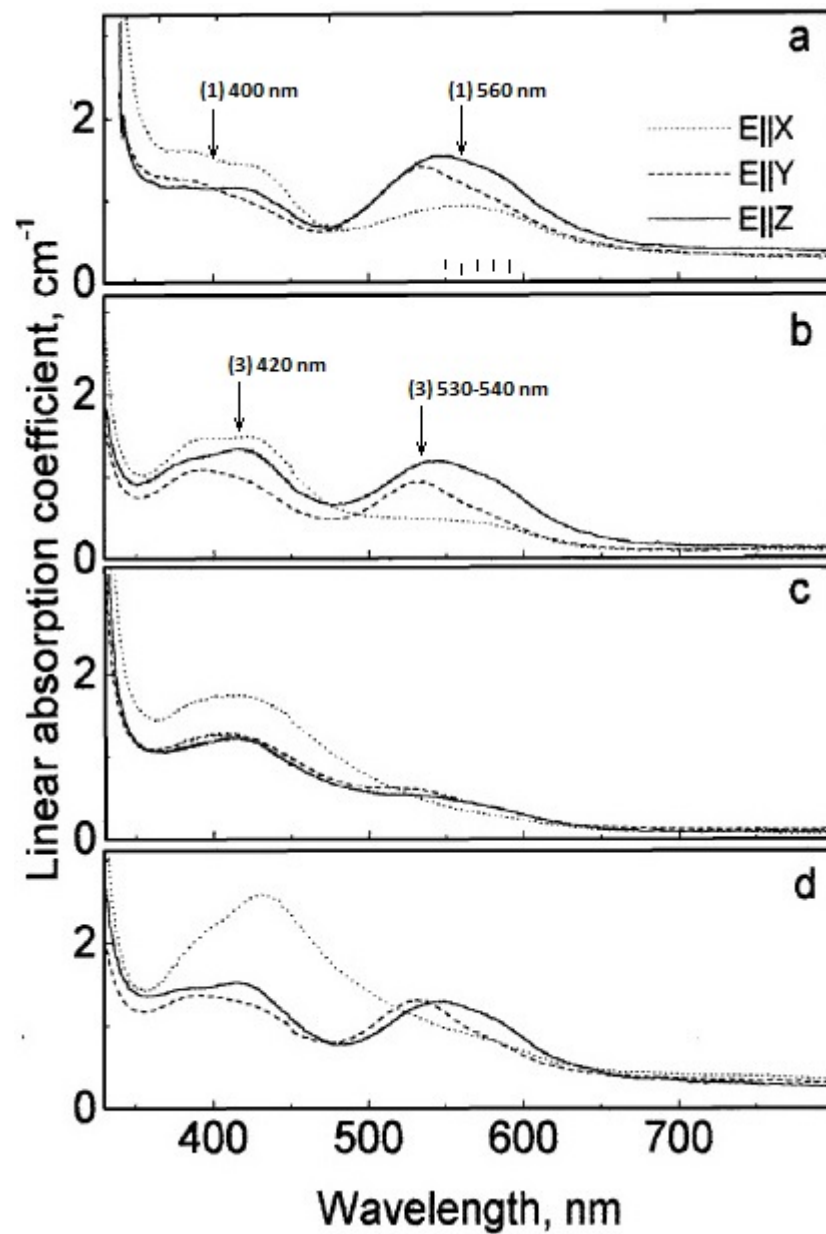 a
(1) 400 nm
(1) 560 nm
2
E||X
E||Y
E||Z
0
b
(3) 420 nm
(3) 530-540 nm
2
0
c
2
0
d
2
0
400
500
600
700
Wavelength, nm
Linear absorption coefficient, cm⁻¹